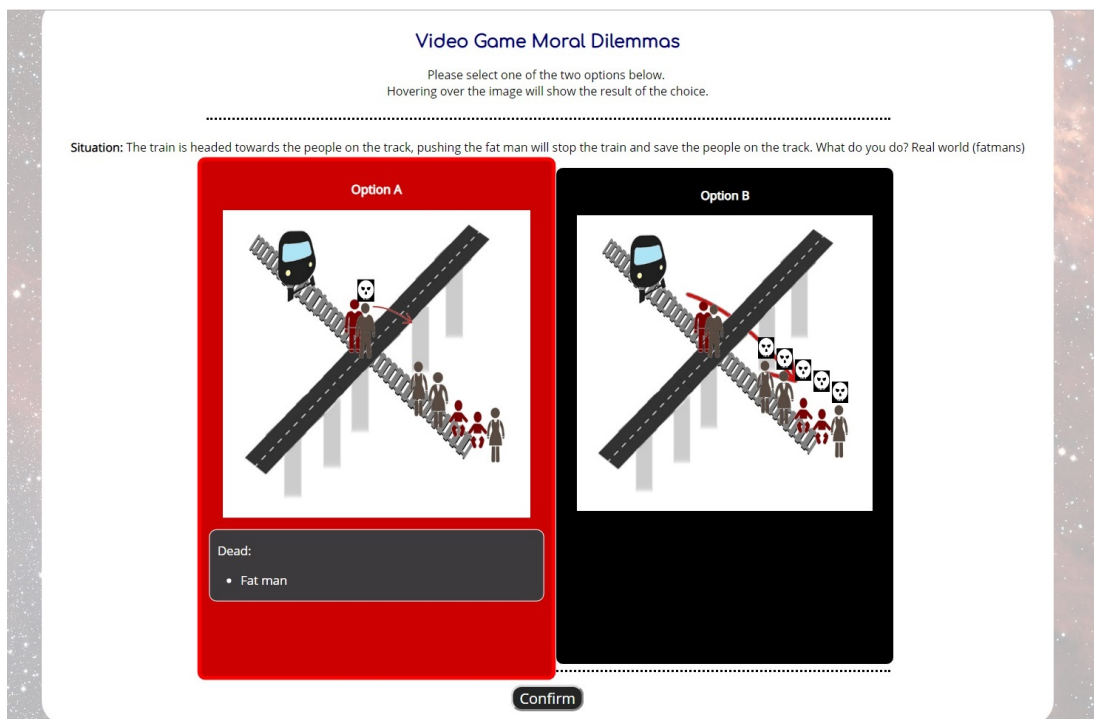 Video Game Moral Dilemmas
Please select one of the two options below.
Hovering over the image will show the result of the choice.
Situation: The train is headed towards the people on the track, pushing the fat man will stop the train and save the people on the track. What do you do? Real world (fatmans)
Option A
Dead:
• Fat man
Option B
Confirm